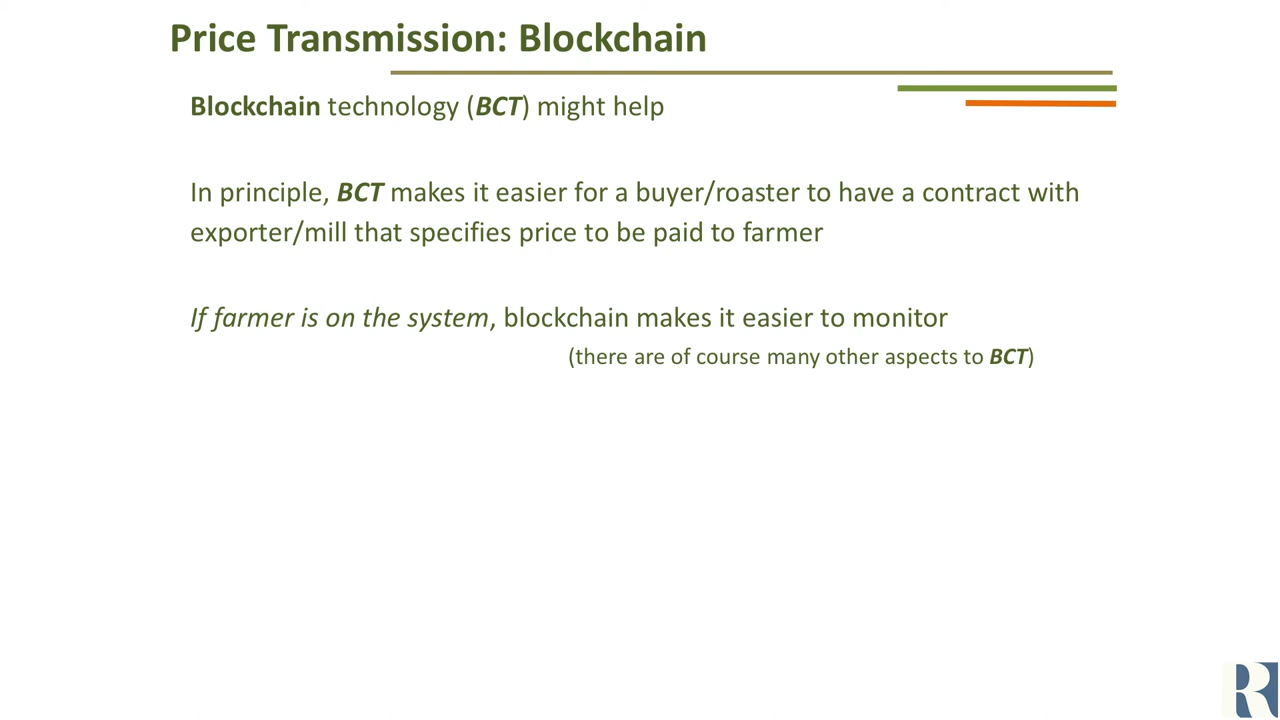 Price Transmission: Blockchain
Blockchain technology (BCT) might help
In principle, BCT makes it easier for a buyer/roaster to have a contract with
exporter/mill that specifies price to be paid to farmer
If farmer is on the system, blockchain makes it easier to monitor
(there are of course many other aspects to BCT)
R